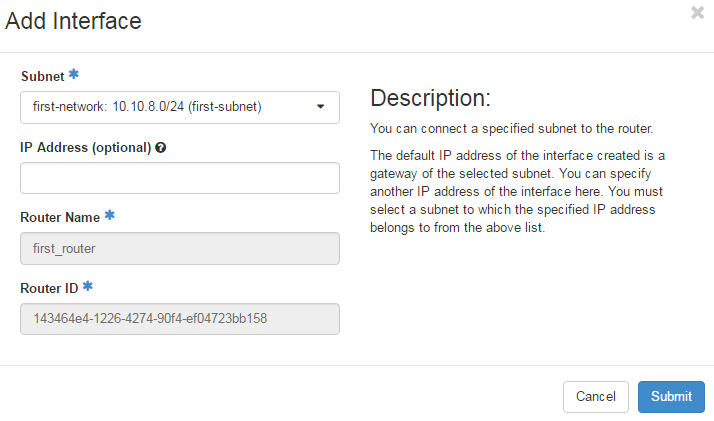 Add Interface
×
Subnet *
first-network: 10.10.8.0/24 (first-subnet)
IP Address (optional) ?
Router Name *
first_router
Router ID *
143464e4-1226-4274-90f4-ef04723bb158
Description:
You can connect a specified subnet to the router.
The default IP address of the interface created is a
gateway of the selected subnet. You can specify
another IP address of the interface here. You must
select a subnet to which the specified IP address
belongs to from the above list.
Cancel
Submit